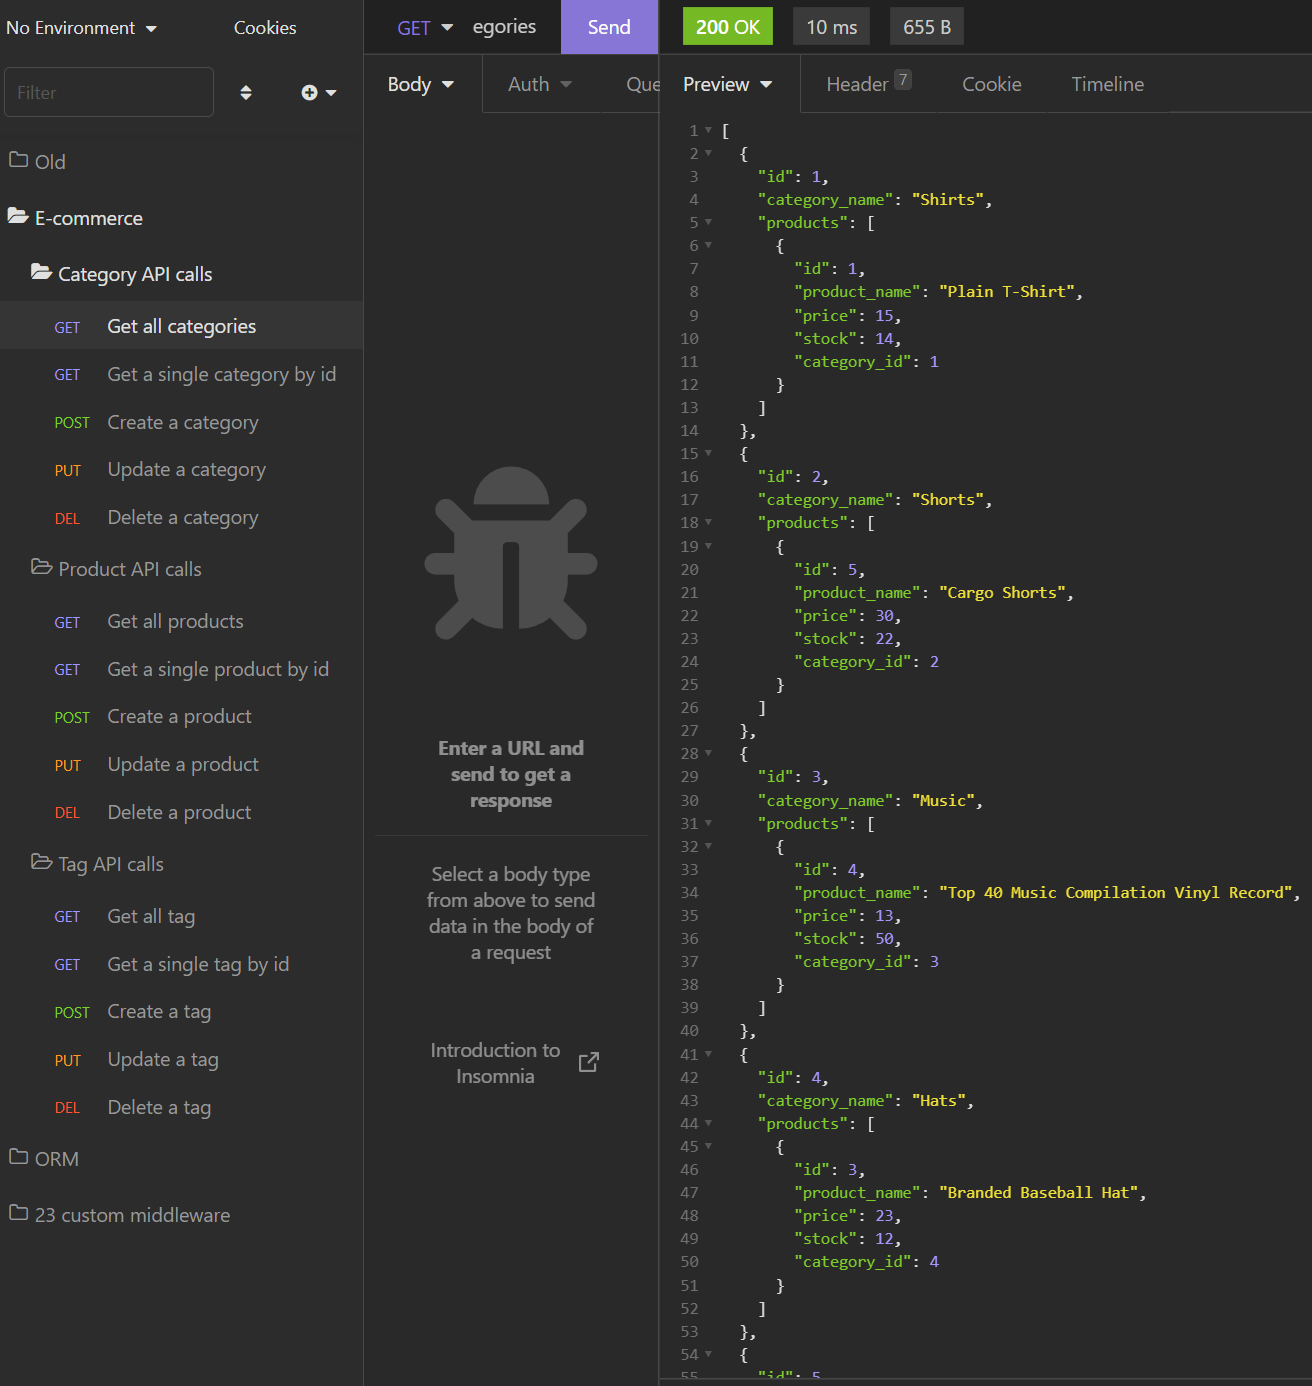 No Environment
Cookies
Filter
Old
E-commerce
Category API calls
GET Get all categories
GET Get a single category by id
POST Create a category
PUT Update a category
DEL Delete a category
Product API calls
GET Get all products
GET Get a single product by id
POST Create a product
PUT Update a product
DEL Delete a product
Tag API calls
GET Get all tag
GET Get a single tag by id
POST Create a tag
PUT Update a tag
DEL Delete a tag
ORM
23 custom middleware
GET egories Send
Body Auth Que
Enter a URL and
send to get a
response
Select a body type
from above to send
data in the body of
a request
Introduction to
Insomnia
200 OK 10 ms 655 B
Preview Header 7 Cookie Timeline
1 [
2 {
3 "id": 1,
4 "category_name": "Shirts",
5 "products": [
6 {
7 "id": 1,
8 "product_name": "Plain T-Shirt",
9 "price": 15,
10 "stock": 14,
11 "category_id": 1
12 }
13 ]
14 },
15 {
16 "id": 2,
17 "category_name": "Shorts",
18 "products": [
19 {
20 "id": 5,
21 "product_name": "Cargo Shorts",
22 "price": 30,
23 "stock": 22,
24 "category_id": 2
25 }
26 ]
27 },
28 {
29 "id": 3,
30 "category_name": "Music",
31 "products": [
32 {
33 "id": 4,
34 "product_name": "Top 40 Music Compilation Vinyl Record",
35 "price": 13,
36 "stock": 50,
37 "category_id": 3
38 }
39 ]
40 },
41 {
42 "id": 4,
43 "category_name": "Hats",
44 "products": [
45 {
46 "id": 3,
47 "product_name": "Branded Baseball Hat",
48 "price": 23,
49 "stock": 12,
50 "category_id": 4
51 }
52 ]
53 },
54 {
55 "id": 5,